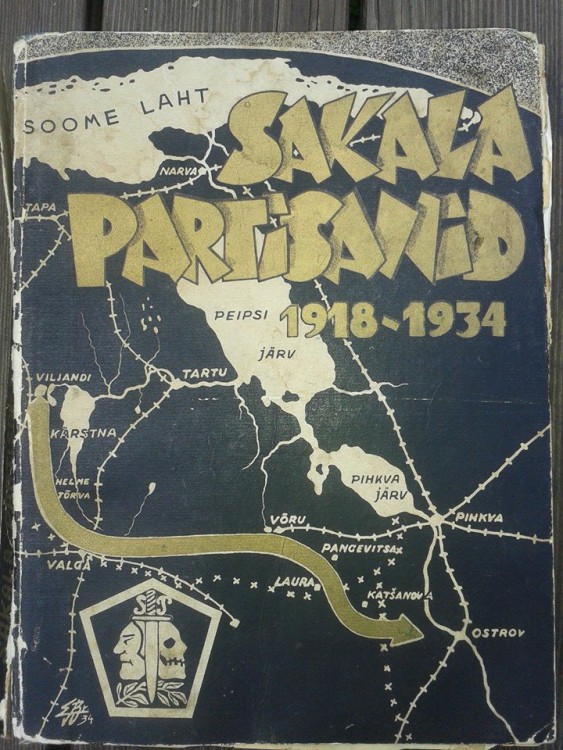 SOOME LAHT
SAKALA
NARVA
TAPA
PARTISANID
PEIPSI
JÄRV
1918-1934
VILJANDI
TARTU
KÄRSTNA
HELME
TÕRVA
PIHKVA
JÄRV
VÕRU
PIHKVA
PANGEVITSA
VALGA
LAURA
KATŠANOVA
S S
OSTROV
34